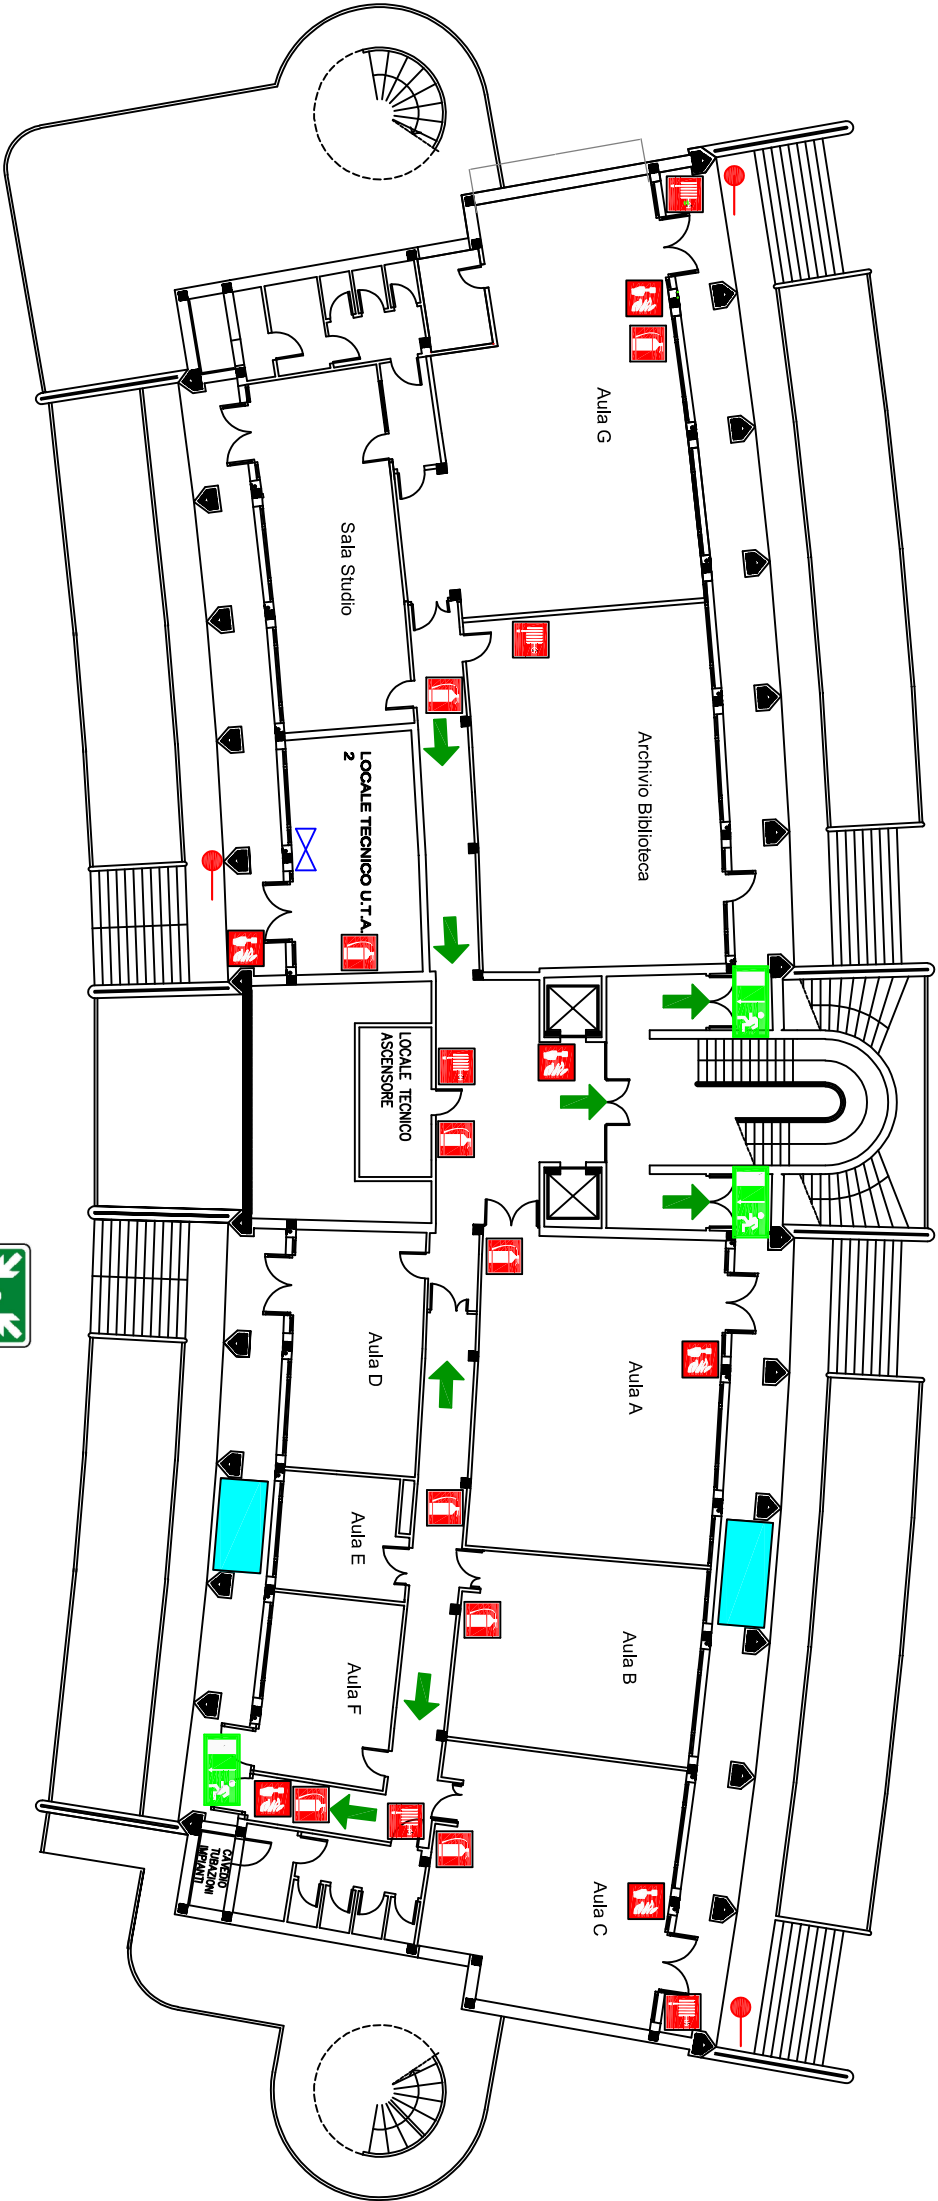 Aula G
Sala Studio
Archivio Biblioteca
LOCALE TECNICO U.T.A.
2
LOCALE TECNICO
ASCENSORE
Aula D
Aula A
Aula E
Aula B
Aula F
Aula C
CAVEDIO
TUBAZIONI
IMPIANTI